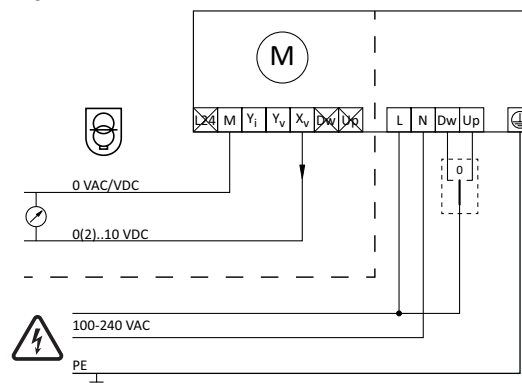 M
L24 M Yi Yv Xv Dw Up L N Dw Up
0
0 VAC/VDC
0(2)..10 VDC
100-240 VAC
PE